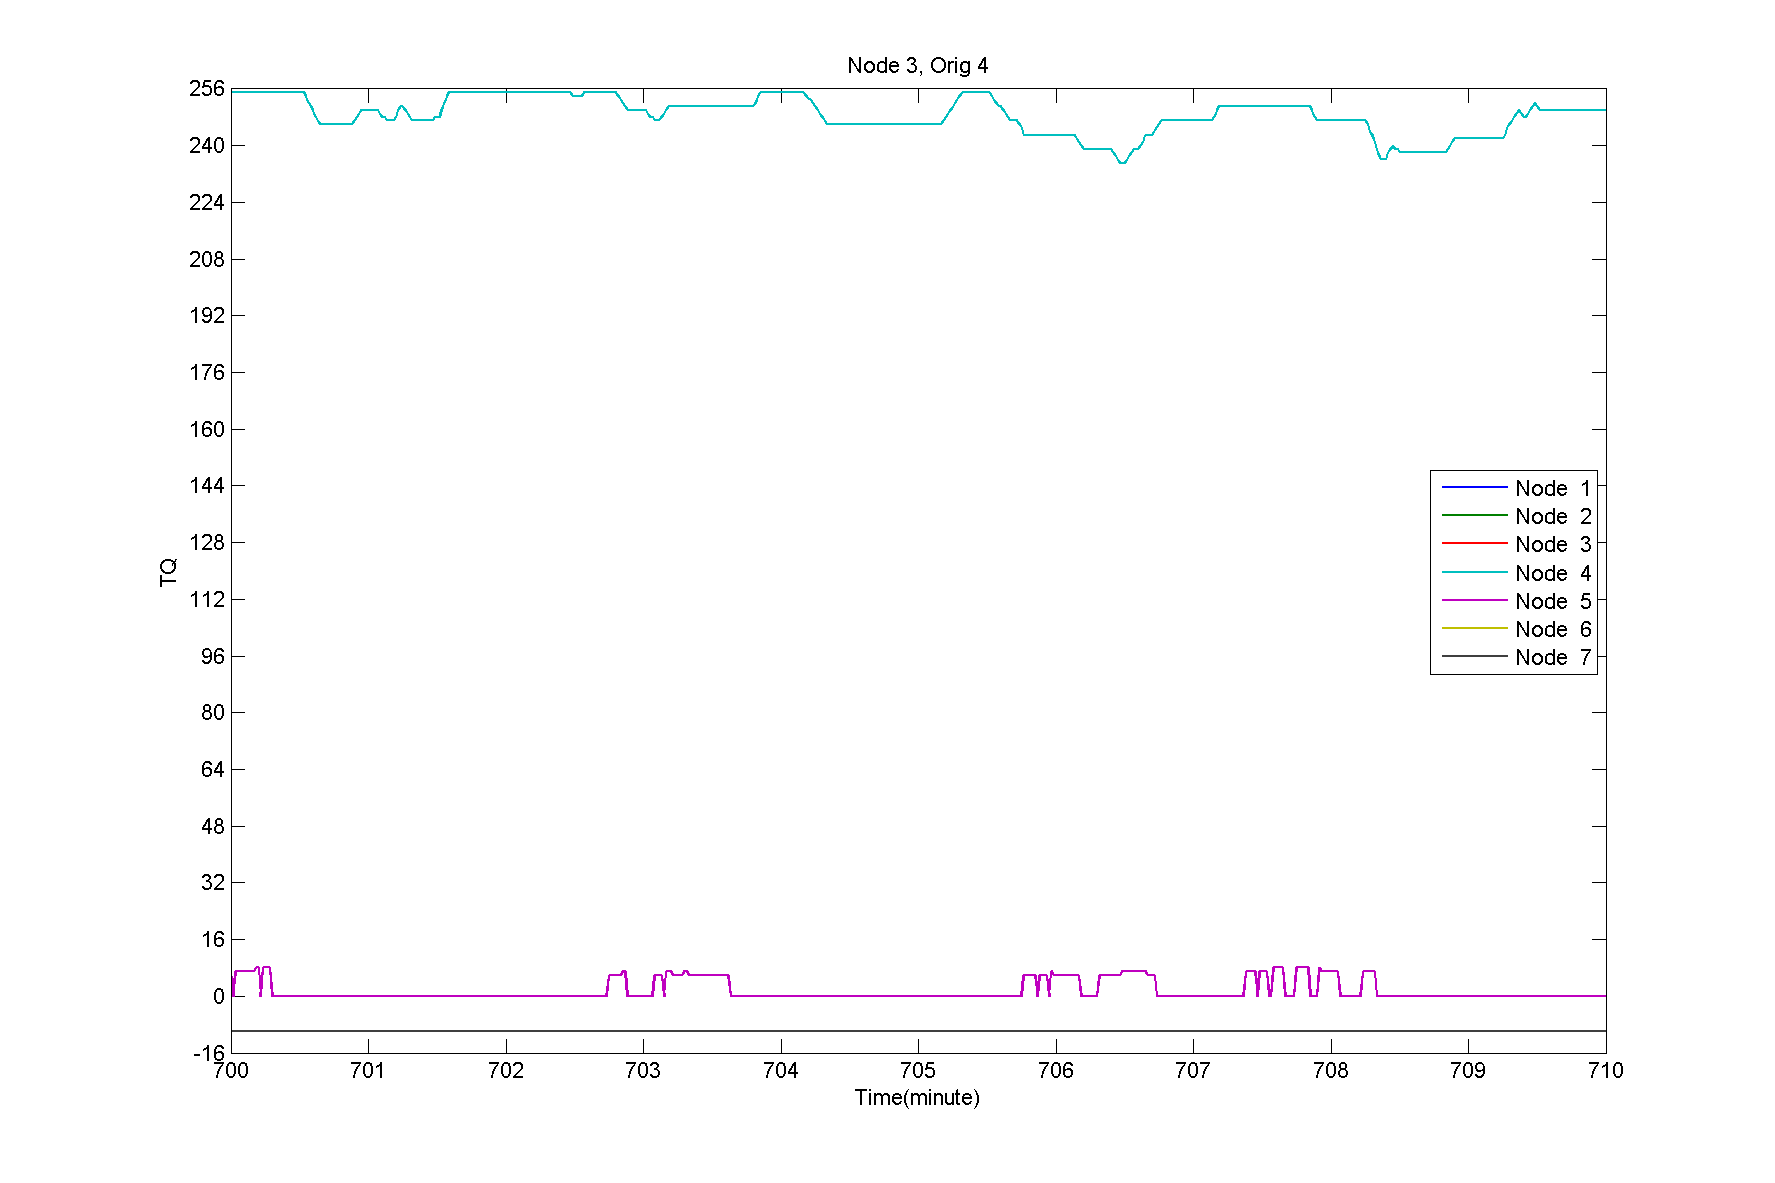 Node 3, Orig 4
256
240
224
208
192
176
160
144
128
112
96
80
64
48
32
16
0
-16
TQ
Node 1
Node 2
Node 3
Node 4
Node 5
Node 6
Node 7
700 701 702 703 704 705 706 707 708 709 710
Time(minute)